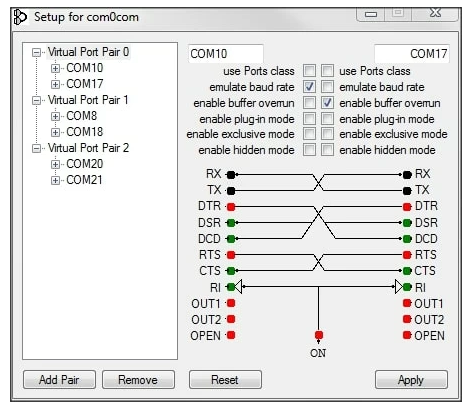 Setup for com0com
Virtual Port Pair 0
COM10
COM17
Virtual Port Pair 1
COM8
COM18
Virtual Port Pair 2
COM20
COM21
COM10 COM17
use Ports class use Ports class
emulate baud rate emulate baud rate
enable buffer overrun enable buffer overrun
enable plug-in mode enable plug-in mode
enable exclusive mode enable exclusive mode
enable hidden mode enable hidden mode
RX RX
TX TX
DTR DTR
DSR DSR
DCD DCD
RTS RTS
CTS CTS
RI RI
OUT1 OUT1
OUT2 OUT2
OPEN OPEN
ON
Add Pair Remove Reset Apply